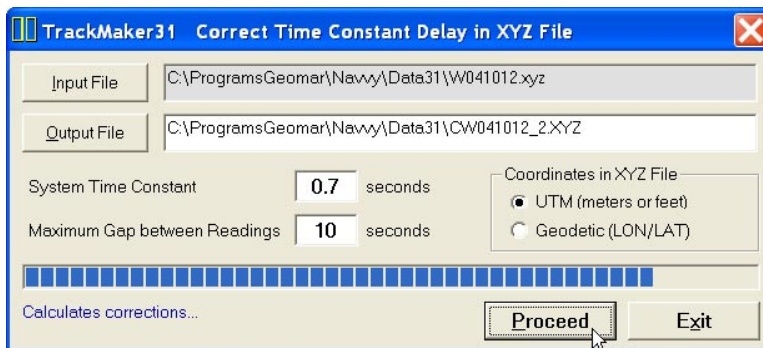 TrackMaker31 Correct Time Constant Delay in XYZ File
Input File C:\ProgramsGeomar\Navvy\Data31\W041012.xyz
Output File C:\ProgramsGeomar\Navvy\Data31\CW041012_2.XYZ
System Time Constant 0.7 seconds
Maximum Gap between Readings 10 seconds
Coordinates in XYZ File
UTM (meters or feet)
Geodetic (LON/LAT)
Calculates corrections...
Proceed
Exit